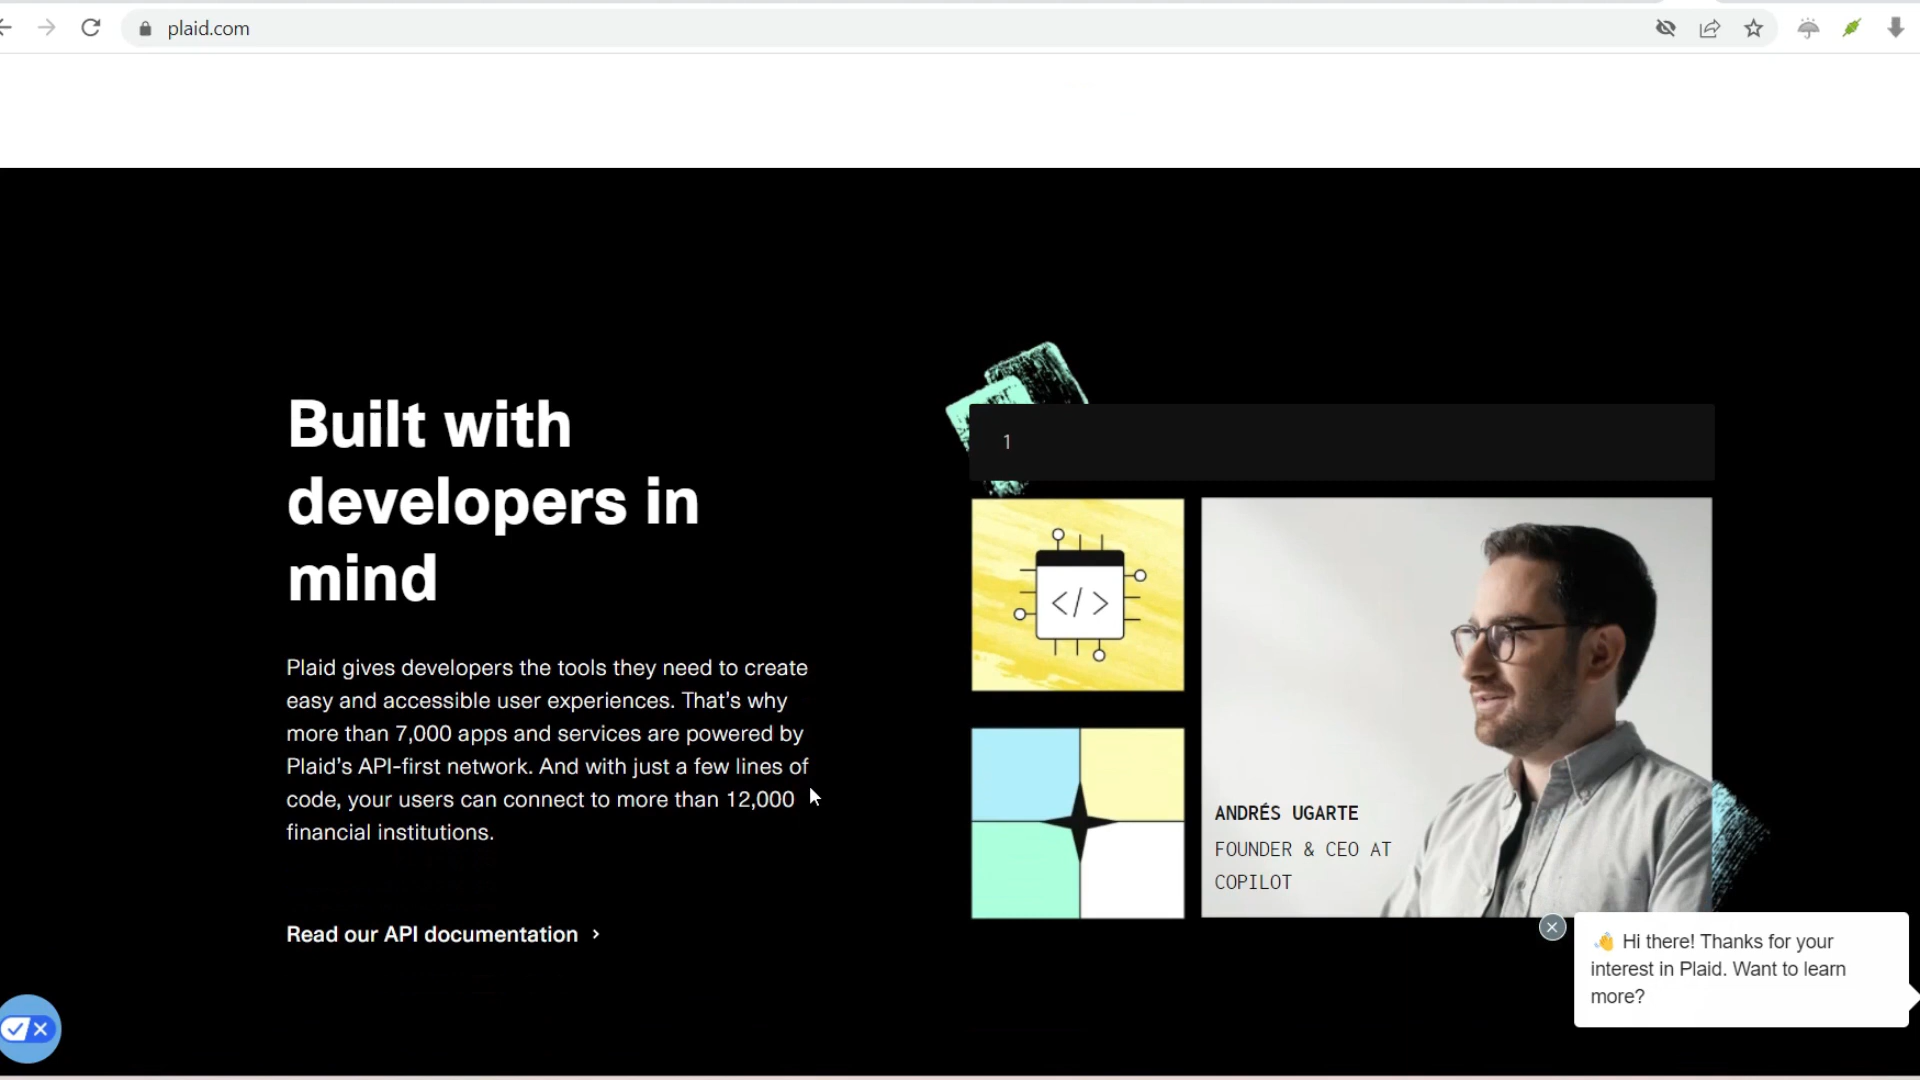 plaid.com
Built with
developers in
mind
Plaid gives developers the tools they need to create
easy and accessible user experiences. That’s why
more than 7,000 apps and services are powered by
Plaid’s API-first network. And with just a few lines of
code, your users can connect to more than 12,000
financial institutions.
Read our API documentation
1
</>
ANDRÉS UGARTE
FOUNDER & CEO AT
COPILOT
👋 Hi there! Thanks for your
interest in Plaid. Want to learn
more?